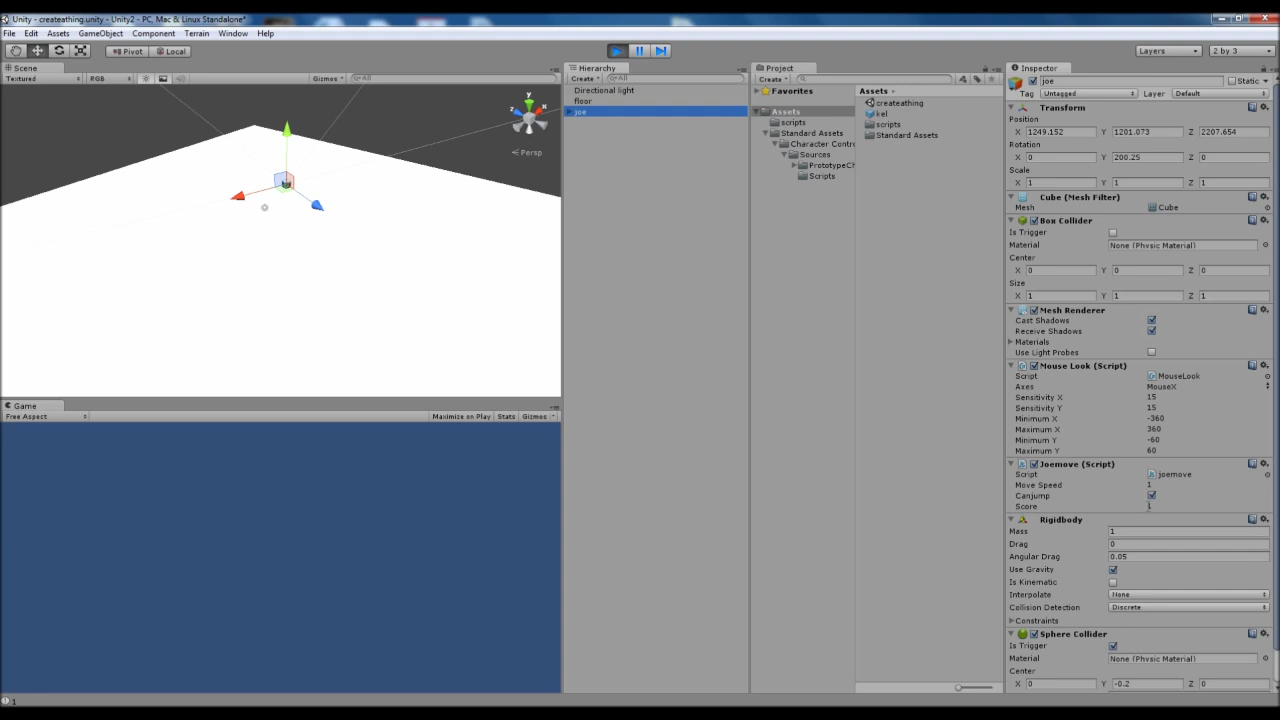 Unity - createathing.unity - Unity2 - PC, Mac & Linux Standalone*
File Edit Assets GameObject Component Terrain Window Help
Pivot Local Layers 2 by 3
Scene
Textured RGB Gizmos All
y
x
z
Persp
Game
Free Aspect Maximize on Play Stats Gizmos
Hierarchy
Create All
Directional light
floor
joe
Project
Create
Favorites
Assets
scripts
Standard Assets
Character Contro
Sources
PrototypeCh
Scripts
Assets
createathing
kel
scripts
Standard Assets
Inspector
joe Static
Tag Untagged Layer Default
Transform
Position
X 1249.152 Y 1201.073 Z 2207.654
Rotation
X 0 Y 200.25 Z 0
Scale
X 1 Y 1 Z 1
Cube (Mesh Filter)
Mesh Cube
Box Collider
Is Trigger
Material None (Physic Material)
Center
X 0 Y 0 Z 0
Size
X 1 Y 1 Z 1
Mesh Renderer
Cast Shadows
Receive Shadows
Materials
Use Light Probes
Mouse Look (Script)
Script MouseLook
Axes MouseX
Sensitivity X 15
Sensitivity Y 15
Minimum X -360
Maximum X 360
Minimum Y -60
Maximum Y 60
Joemove (Script)
Script joemove
Move Speed 1
Canjump
Score 1
Rigidbody
Mass 1
Drag 0
Angular Drag 0.05
Use Gravity
Is Kinematic
Interpolate None
Collision Detection Discrete
Constraints
Sphere Collider
Is Trigger
Material None (Physic Material)
Center
X 0 Y -0.2 Z 0
1